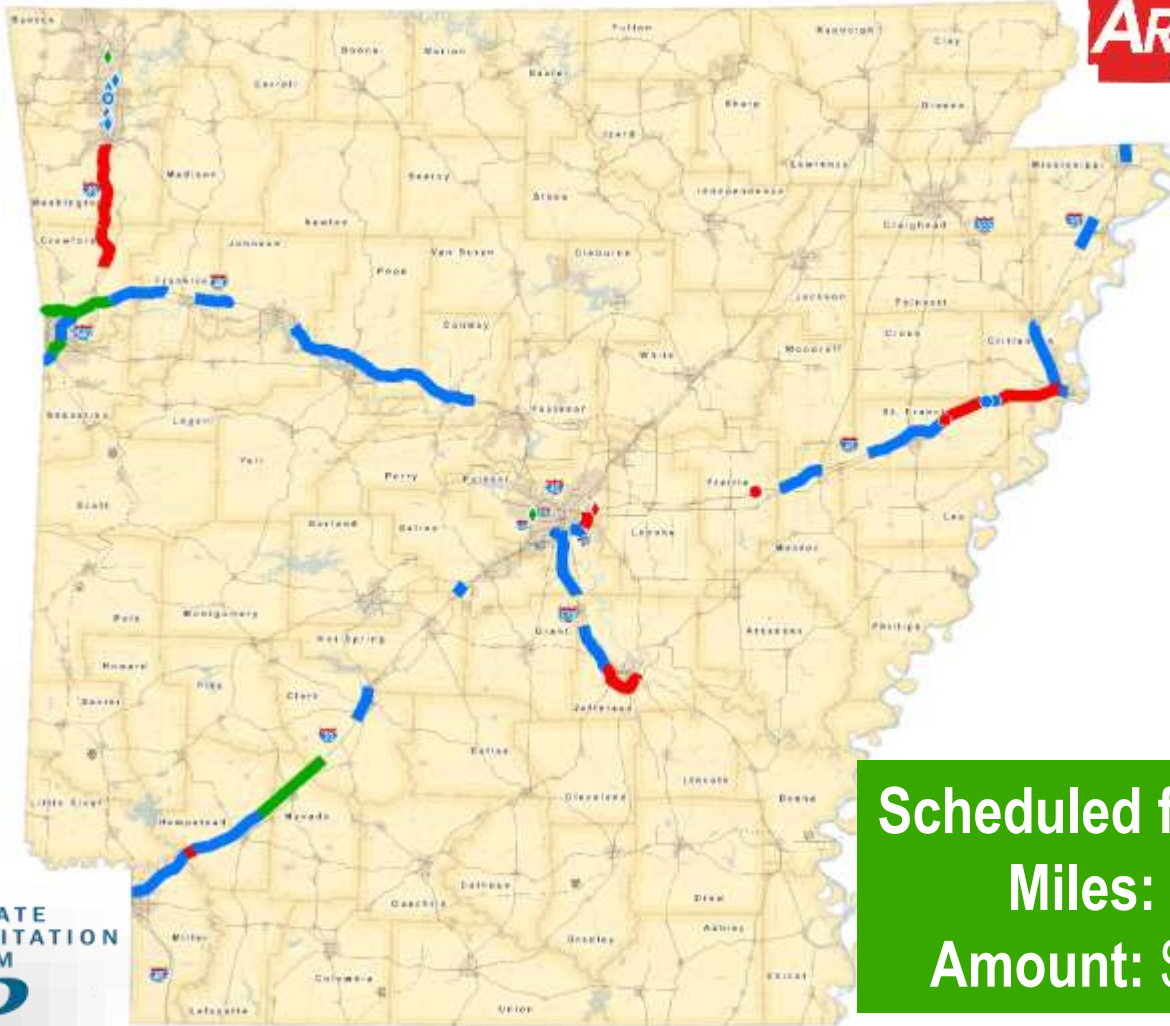 AR
Benton
Boone
Marion
Fulton
Randolph
Clay
Carroll
Baxter
Sharp
Greene
Izard
Lawrence
Mississippi
Madison
Searcy
Stone
Independence
Washington
Newton
Craighead
Crawford
Johnson
Van Buren
Cleburne
Franklin
Pope
Jackson
Poinsett
Conway
White
Woodruff
Cross
Crittenden
Sebastian
Logan
Faulkner
St. Francis
Yell
Perry
Pulaski
Prairie
Scott
Garland
Saline
Lonoke
Monroe
Lee
Polk
Montgomery
Hot Spring
Grant
Arkansas
Phillips
Howard
Pike
Clark
Sevier
Jefferson
Dallas
Lincoln
Little River
Hempstead
Nevada
Cleveland
Desha
Scheduled f
Miles:
Amount: $
Calhoun
Ouachita
Drew
Miller
Bradley
Ashley
Columbia
Chicot
Lafayette
Union
ATE
ITATION
M